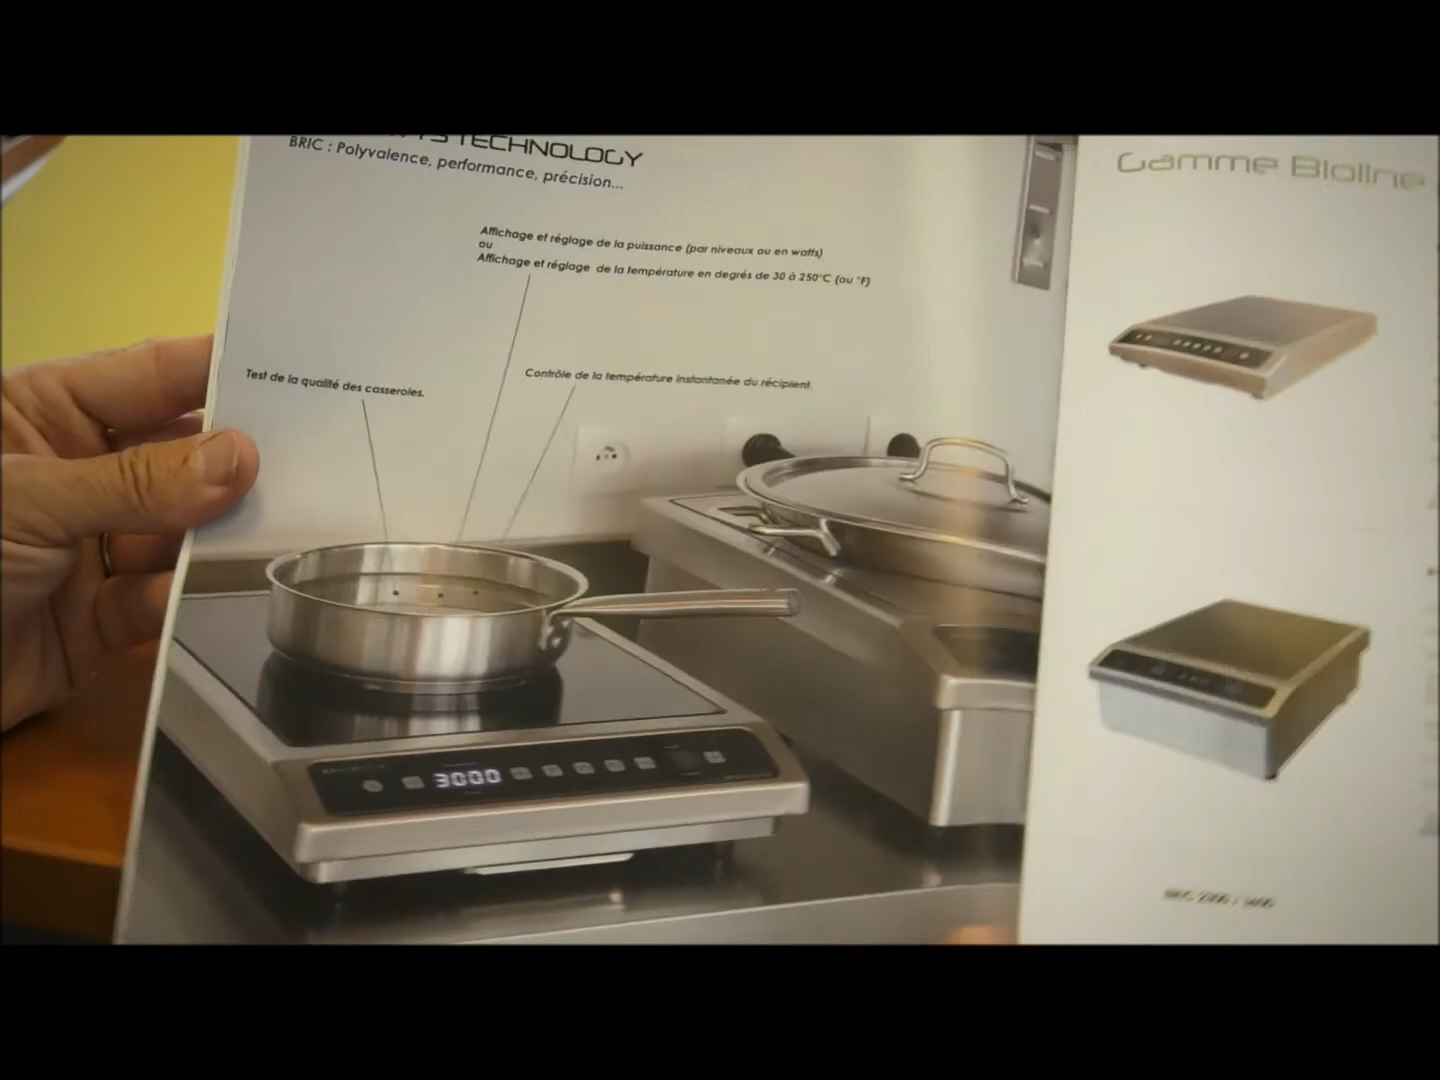 TECHNOLOGY
BRIC : Polyvalence, performance, précision...
Affichage et réglage de la puissance (par niveaux ou en watts)
ou
Affichage et réglage de la température en degrés de 30 à 250°C (ou °F)
Test de la qualité des casseroles.
Contrôle de la température instantanée du récipient.
3000
Gamme Bioline
BRIC